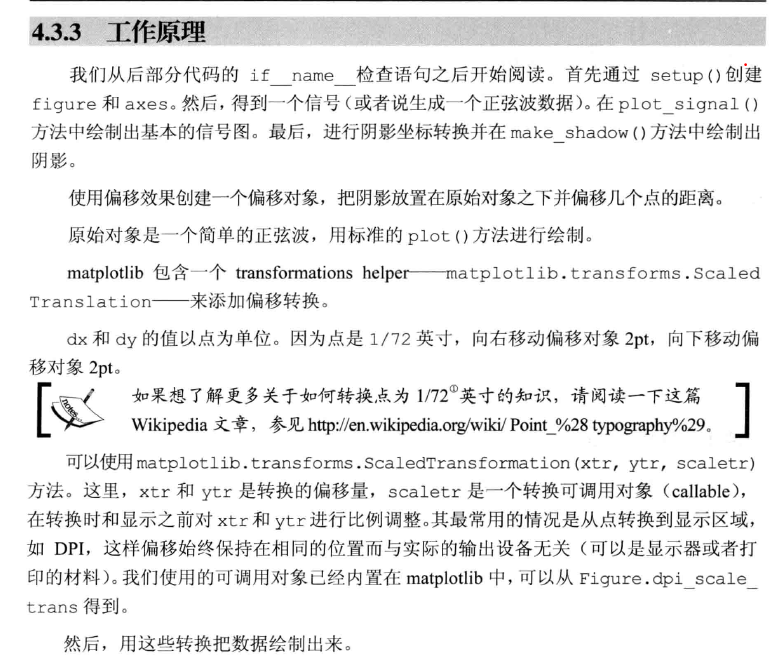 4.3.3 工作原理
我们从后部分代码的 if__name__检查语句之后开始阅读。首先通过 setup()创建
figure 和 axes。然后，得到一个信号（或者说生成一个正弦波数据）。在 plot_signal()
方法中绘制出基本的信号图。最后，进行阴影坐标转换并在 make_shadow()方法中绘制出
阴影。
使用偏移效果创建一个偏移对象，把阴影放置在原始对象之下并偏移几个点的距离。
原始对象是一个简单的正弦波，用标准的 plot()方法进行绘制。
matplotlib 包含一个 transformations helper——matplotlib.transforms.Scaled
Translation——来添加偏移转换。
dx 和 dy 的值以点为单位。因为点是 1/72 英寸，向右移动偏移对象 2pt，向下移动偏
移对象 2pt。
如果想了解更多关于如何转换点为 1/72①英寸的知识，请阅读一下这篇
Wikipedia 文章，参见 http://en.wikipedia.org/wiki/ Point_%28 typography%29。
可以使用 matplotlib.transforms.ScaledTransformation(xtr, ytr, scaletr)
方法。这里，xtr 和 ytr 是转换的偏移量，scaletr 是一个转换可调用对象（callable），
在转换时和显示之前对 xtr 和 ytr 进行比例调整。其最常用的情况是从点转换到显示区域，
如 DPI，这样偏移始终保持在相同的位置而与实际的输出设备无关（可以是显示器或者打
印的材料）。我们使用的可调用对象已经内置在 matplotlib 中，可以从 Figure.dpi_scale_
trans 得到。
然后，用这些转换把数据绘制出来。